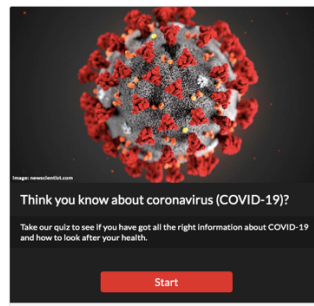 Image: newscientist.com
Think you know about coronavirus (COVID-19)?
Take our quiz to see if you have got all the right information about COVID-19
and how to look after your health.
Start